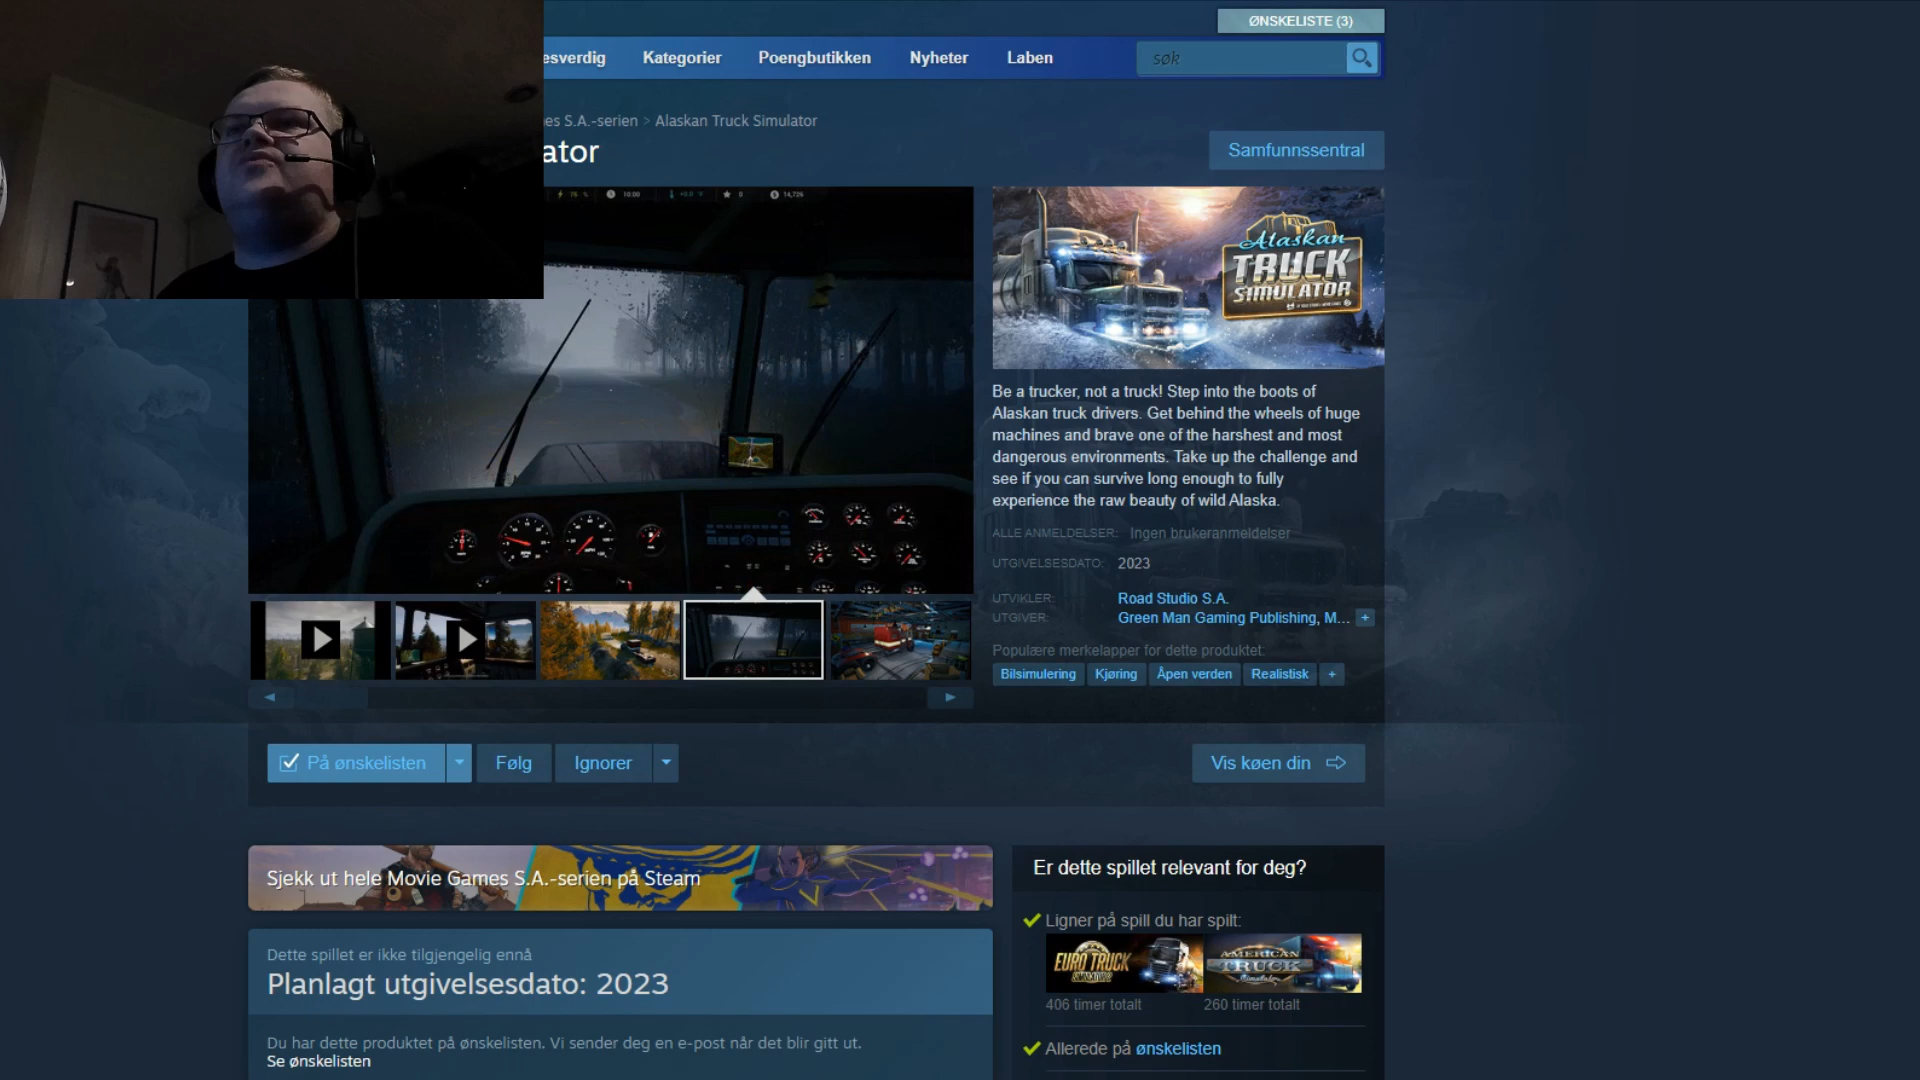 ØNSKELISTE (3)
esverdig
Kategorier
Poengbutikken
Nyheter
Laben
søk
es S.A.-serien > Alaskan Truck Simulator
ator
Samfunnssentral
10:00
0
14,726
Alaskan
TRUCK
SIMULATOR
Be a trucker, not a truck! Step into the boots of
Alaskan truck drivers. Get behind the wheels of huge
machines and brave one of the harshest and most
dangerous environments. Take up the challenge and
see if you can survive long enough to fully
experience the raw beauty of wild Alaska.
ALLE ANMELDELSER: Ingen brukeranmeldelser
UTGIVELSESDATO: 2023
UTVIKLER: Road Studio S.A.
UTGIVER: Green Man Gaming Publishing, M... +
Populære merkelapper for dette produktet:
Bilsimulering
Kjøring
Åpen verden
Realistisk
+
På ønskelisten
Følg
Ignorer
Vis køen din
Sjekk ut hele Movie Games S.A.-serien på Steam
Er dette spillet relevant for deg?
Ligner på spill du har spilt:
EURO TRUCK
SIMULATOR 2
AMERICAN
TRUCK
Simulator
406 timer totalt
260 timer totalt
Dette spillet er ikke tilgjengelig ennå
Planlagt utgivelsesdato: 2023
Du har dette produktet på ønskelisten. Vi sender deg en e-post når det blir gitt ut.
Se ønskelisten
Allerede på ønskelisten